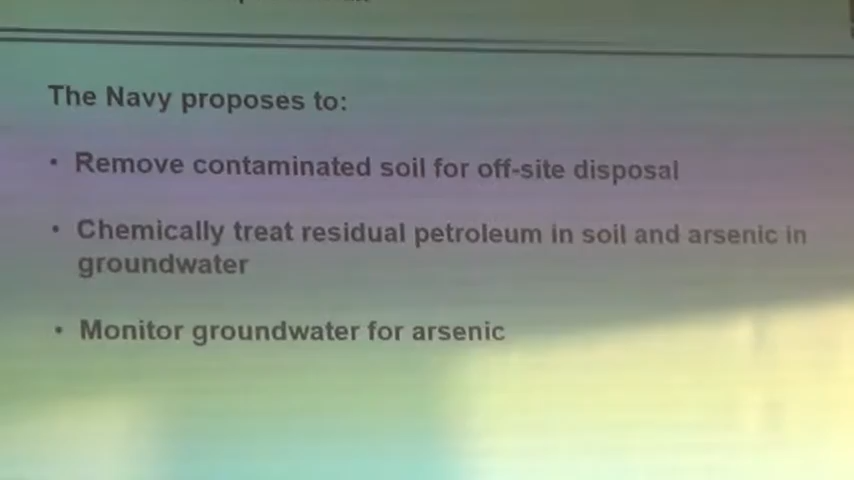 The Navy proposes to:
• Remove contaminated soil for off-site disposal
• Chemically treat residual petroleum in soil and arsenic in
groundwater
• Monitor groundwater for arsenic